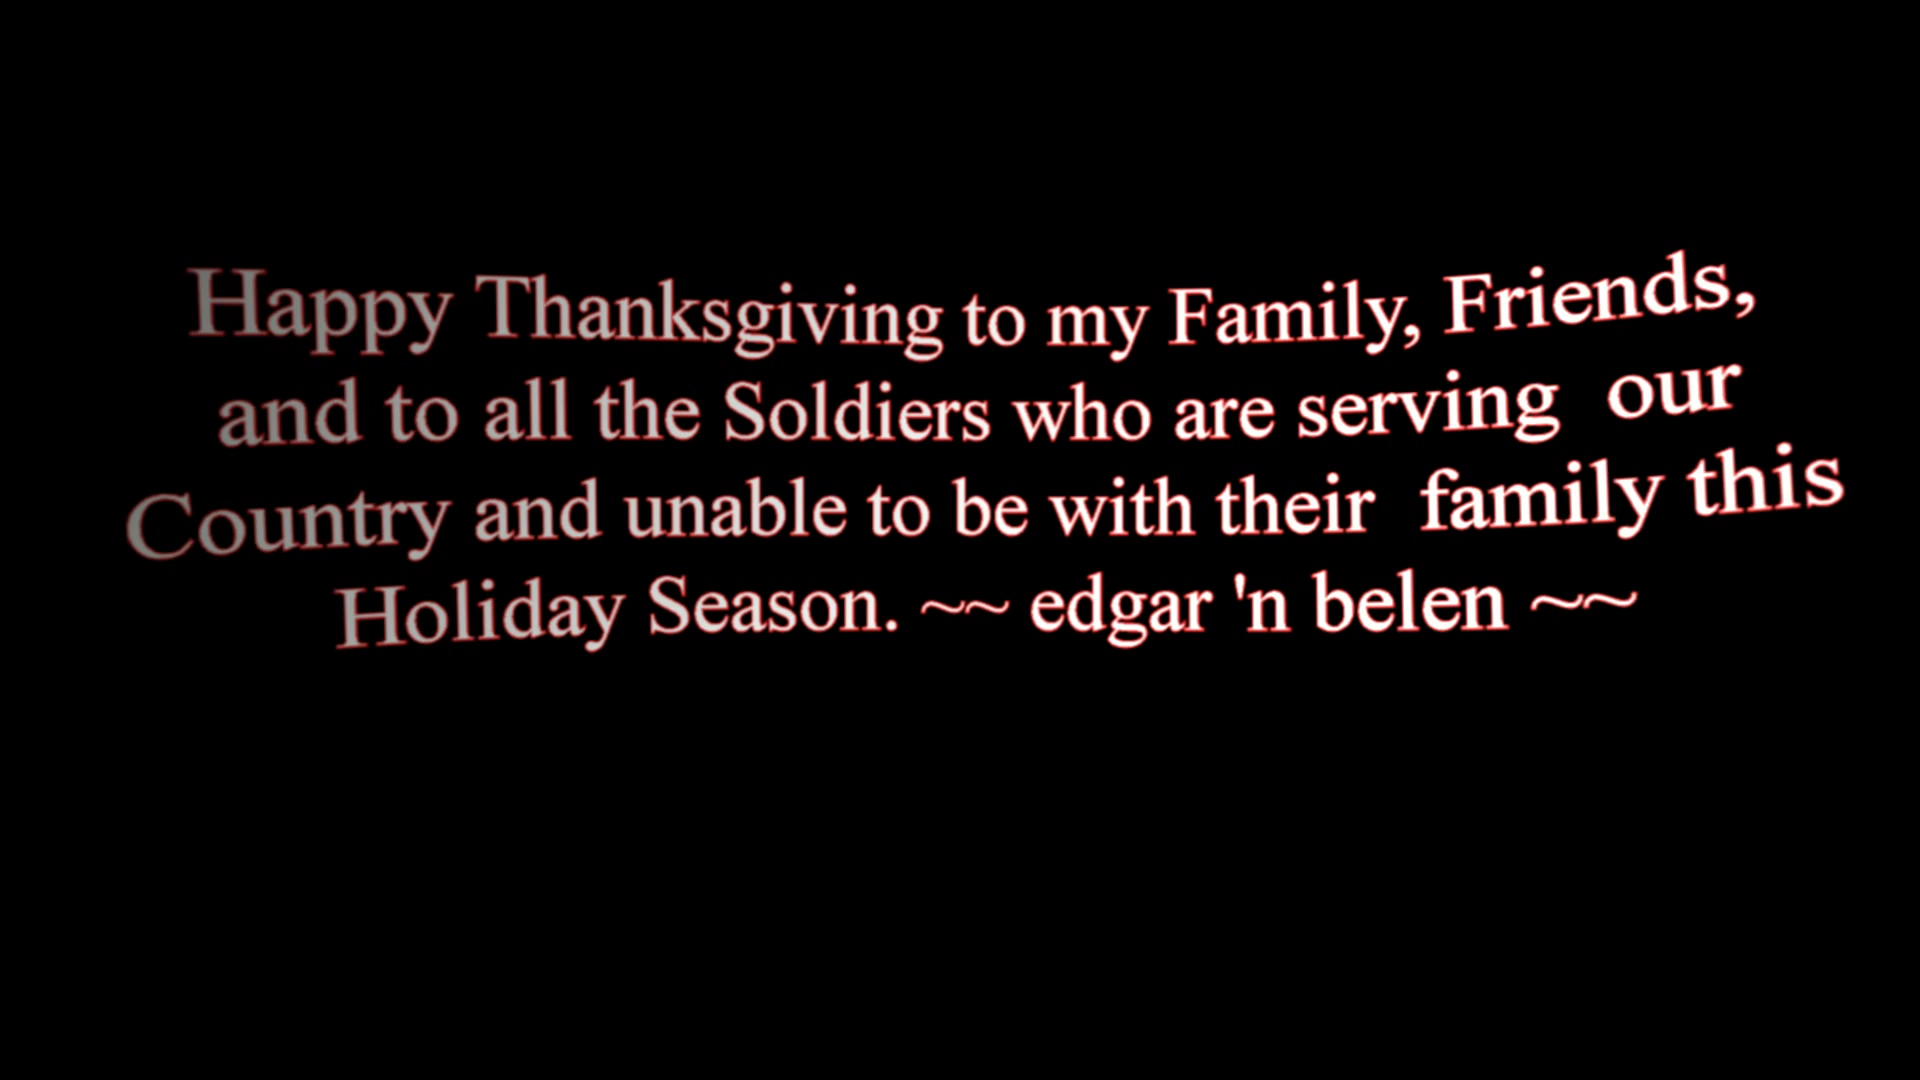 Happy Thanksgiving to my Family, Friends,
and to all the Soldiers who are serving  our
Country and unable to be with their  family this
Holiday Season. ~~ edgar 'n belen ~~